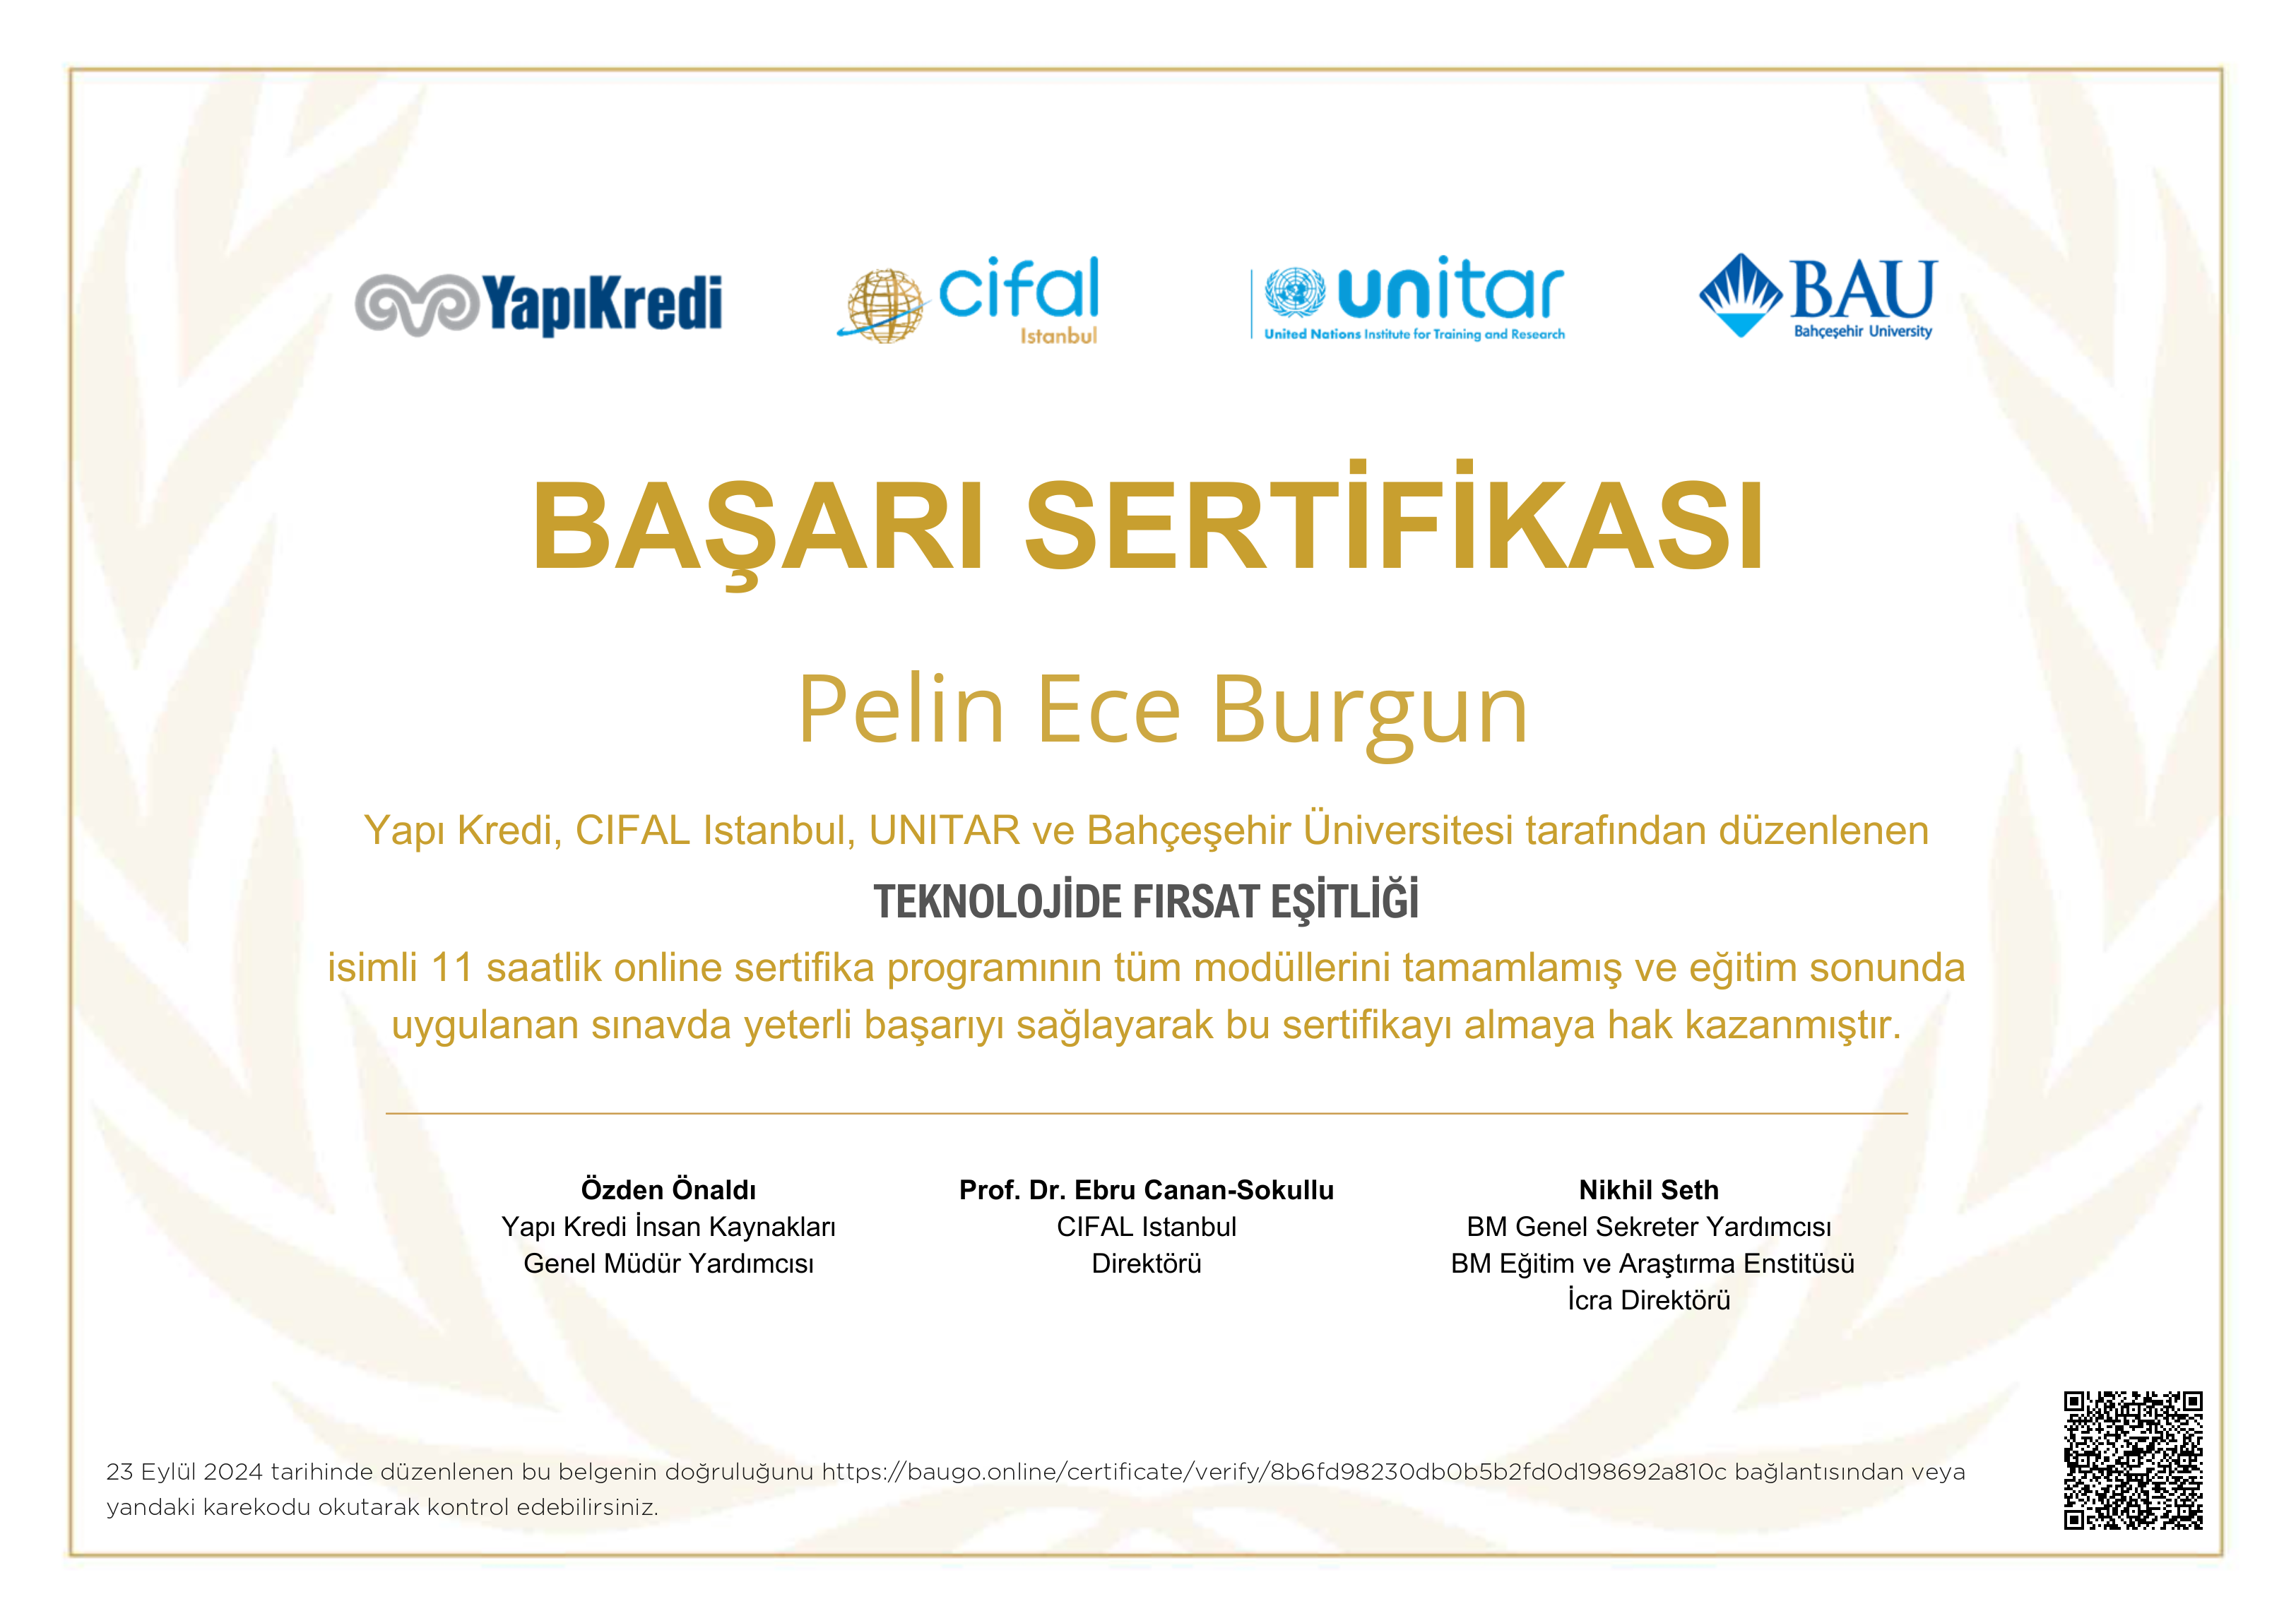 YapıKredi
cifal
Istanbul
unitar
United Nations Institute for Training and Research
BAU
Bahçeşehir University
BAŞARI SERTİFİKASI
Pelin Ece Burgun
Yapı Kredi, CIFAL Istanbul, UNITAR ve Bahçeşehir Üniversitesi tarafından düzenlenen
TEKNOLOJİDE FIRSAT EŞİTLİĞİ
isimli 11 saatlik online sertifika programının tüm modüllerini tamamlamış ve eğitim sonunda
uygulanan sınavda yeterli başarıyı sağlayarak bu sertifikayı almaya hak kazanmıştır.
Özden Önaldı
Yapı Kredi İnsan Kaynakları
Genel Müdür Yardımcısı
Prof. Dr. Ebru Canan-Sokullu
CIFAL Istanbul
Direktörü
Nikhil Seth
BM Genel Sekreter Yardımcısı
BM Eğitim ve Araştırma Enstitüsü
İcra Direktörü
23 Eylül 2024 tarihinde düzenlenen bu belgenin doğruluğunu https://baugo.online/certificate/verify/8b6fd98230db0b5b2fd0d198692a810c bağlantısından veya
yandaki karekodu okutarak kontrol edebilirsiniz.